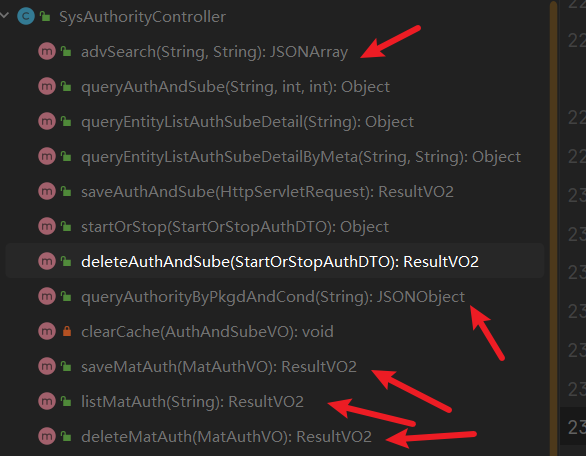 SysAuthorityController
advSearch(String, String): JSONArray
queryAuthAndSube(String, int, int): Object
queryEntityListAuthSubeDetail(String): Object
queryEntityListAuthSubeDetailByMeta(String, String): Object
saveAuthAndSube(HttpServletRequest): ResultVO2
startOrStop(StartOrStopAuthDTO): Object
deleteAuthAndSube(StartOrStopAuthDTO): ResultVO2
queryAuthorityByPkgdAndCond(String): JSONObject
clearCache(AuthAndSubeVO): void
saveMatAuth(MatAuthVO): ResultVO2
listMatAuth(String): ResultVO2
deleteMatAuth(MatAuthVO): ResultVO2